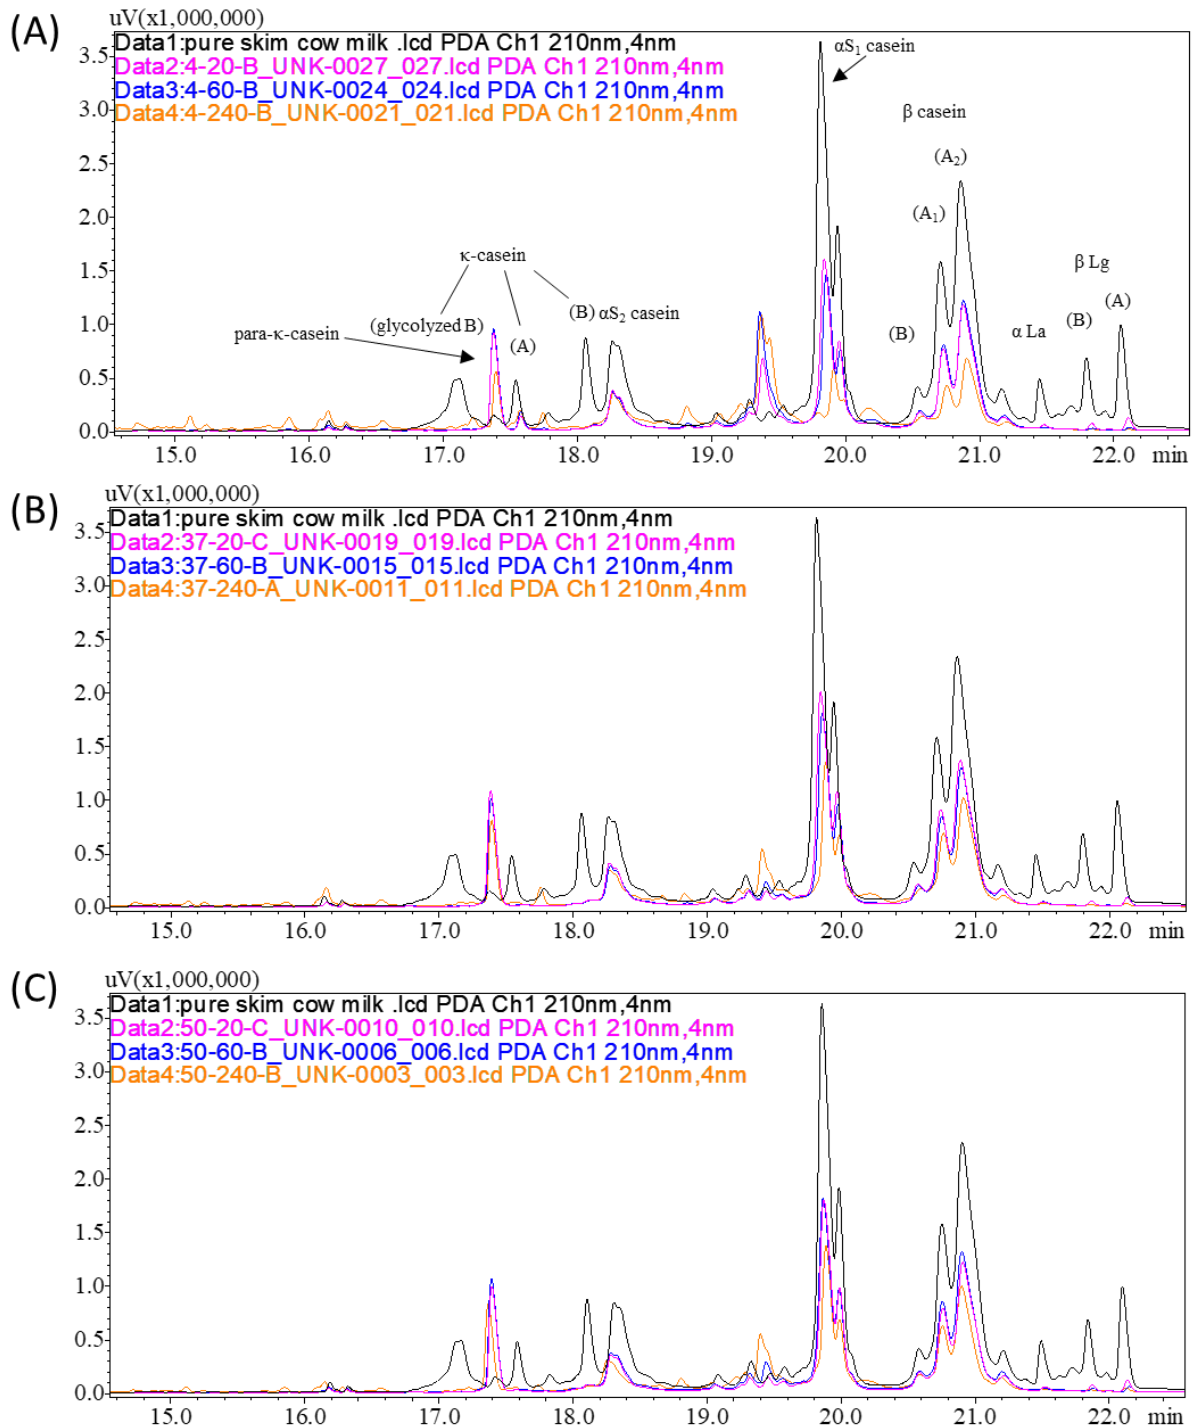 (A)
uV(x1,000,000)
Data1:pure skim cow milk .lcd PDA Ch1 210nm,4nm
Data2:4-20-B_UNK-0027_027.lcd PDA Ch1 210nm,4nm
Data3:4-60-B_UNK-0024_024.lcd PDA Ch1 210nm,4nm
Data4:4-240-B_UNK-0021_021.lcd PDA Ch1 210nm,4nm
αS₁ casein
β casein
(A₂)
(A₁)
β Lg
κ-casein
(A)
para-κ-casein
(glycolyzed B)
(A)
(B)
αS₂ casein
(B)
α La
(B)
3.5
3.0
2.5
2.0
1.5
1.0
0.5
0.0
15.0 16.0 17.0 18.0 19.0 20.0 21.0 22.0 min
(B)
uV(x1,000,000)
Data1:pure skim cow milk .lcd PDA Ch1 210nm,4nm
Data2:37-20-C_UNK-0019_019.lcd PDA Ch1 210nm,4nm
Data3:37-60-B_UNK-0015_015.lcd PDA Ch1 210nm,4nm
Data4:37-240-A_UNK-0011_011.lcd PDA Ch1 210nm,4nm
3.5
3.0
2.5
2.0
1.5
1.0
0.5
0.0
15.0 16.0 17.0 18.0 19.0 20.0 21.0 22.0 min
(C)
uV(x1,000,000)
Data1:pure skim cow milk .lcd PDA Ch1 210nm,4nm
Data2:50-20-C_UNK-0010_010.lcd PDA Ch1 210nm,4nm
Data3:50-60-B_UNK-0006_006.lcd PDA Ch1 210nm,4nm
Data4:50-240-B_UNK-0003_003.lcd PDA Ch1 210nm,4nm
3.5
3.0
2.5
2.0
1.5
1.0
0.5
0.0
15.0 16.0 17.0 18.0 19.0 20.0 21.0 22.0 min